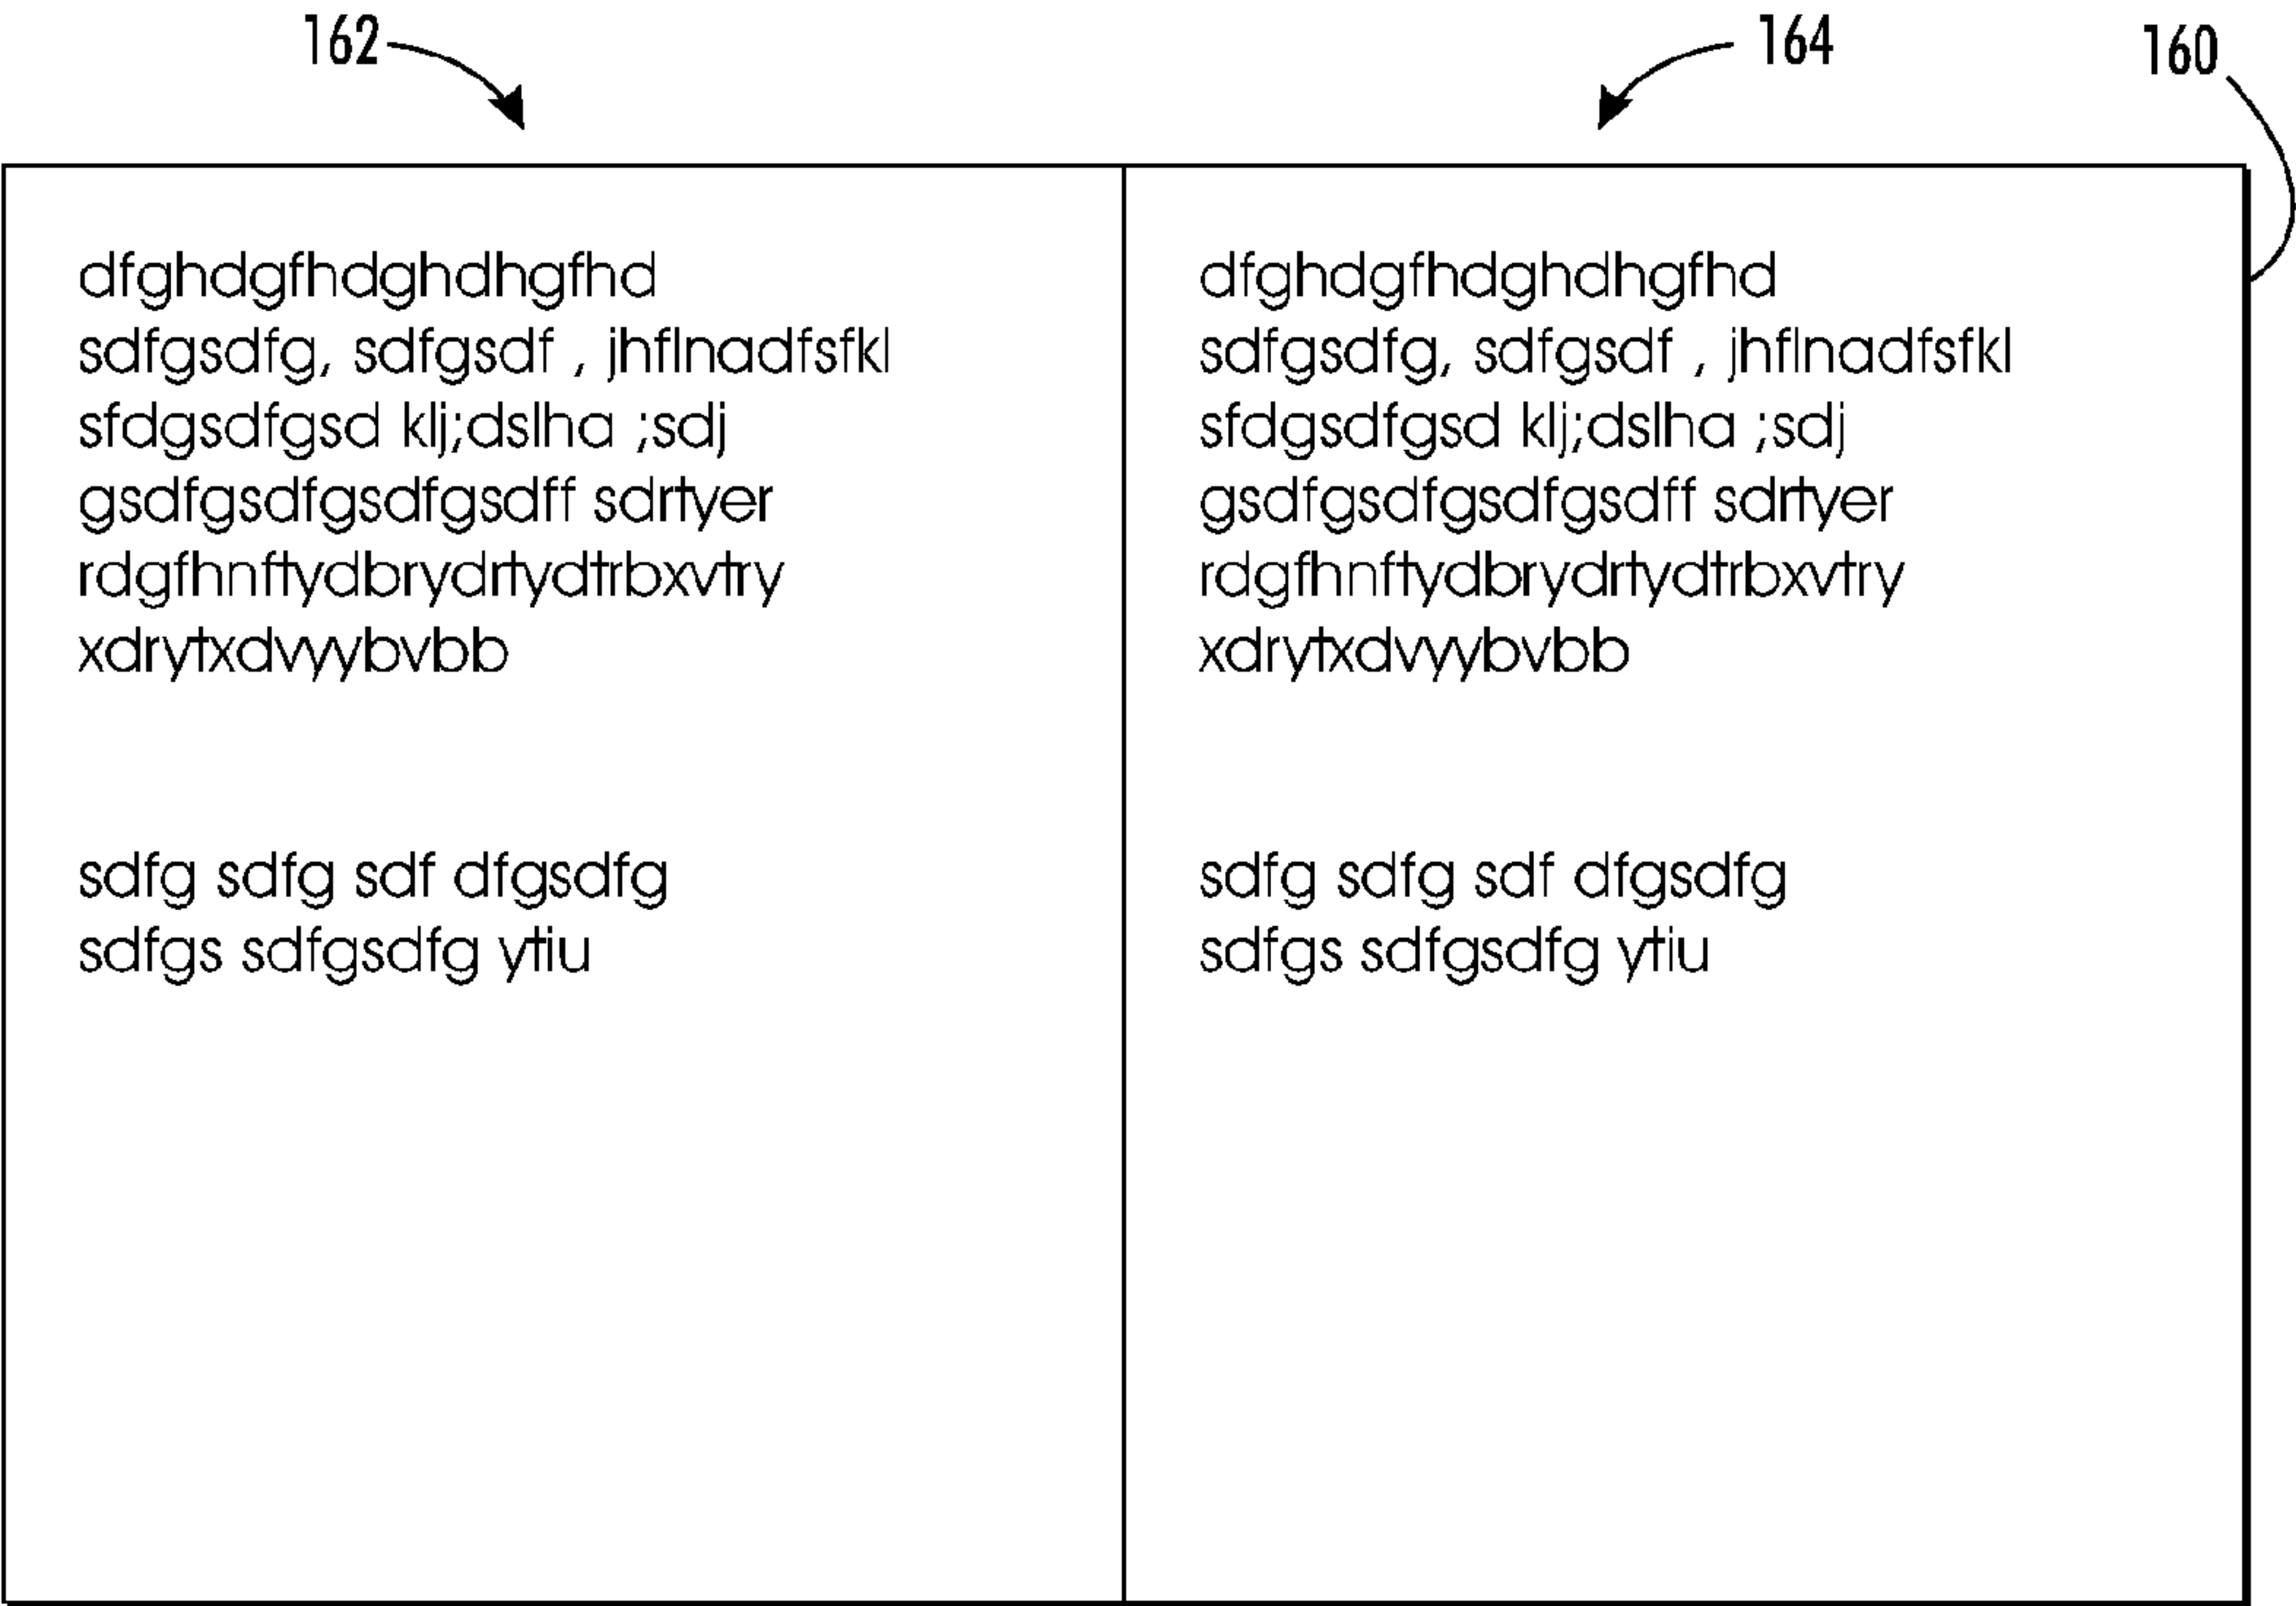 162
164
160
dfghdgfhdghdhgfhd
sdfgsdfg, sdfgsdf , jhflnadfsfkl
sfdgsdfgsd klj;dslha ;sdj
gsdfgsdfgsdfgsdff sdrtyer
rdgfhnftydbrydrtydtrbxvtry
xdrytxdvyybvbb
sdfg sdfg sdf dfgsdfg
sdfgs sdfgsdfg ytiu
dfghdgfhdghdhgfhd
sdfgsdfg, sdfgsdf , jhflnadfsfkl
sfdgsdfgsd klj;dslha ;sdj
gsdfgsdfgsdfgsdff sdrtyer
rdgfhnftydbrydrtydtrbxvtry
xdrytxdvyybvbb
sdfg sdfg sdf dfgsdfg
sdfgs sdfgsdfg ytiu